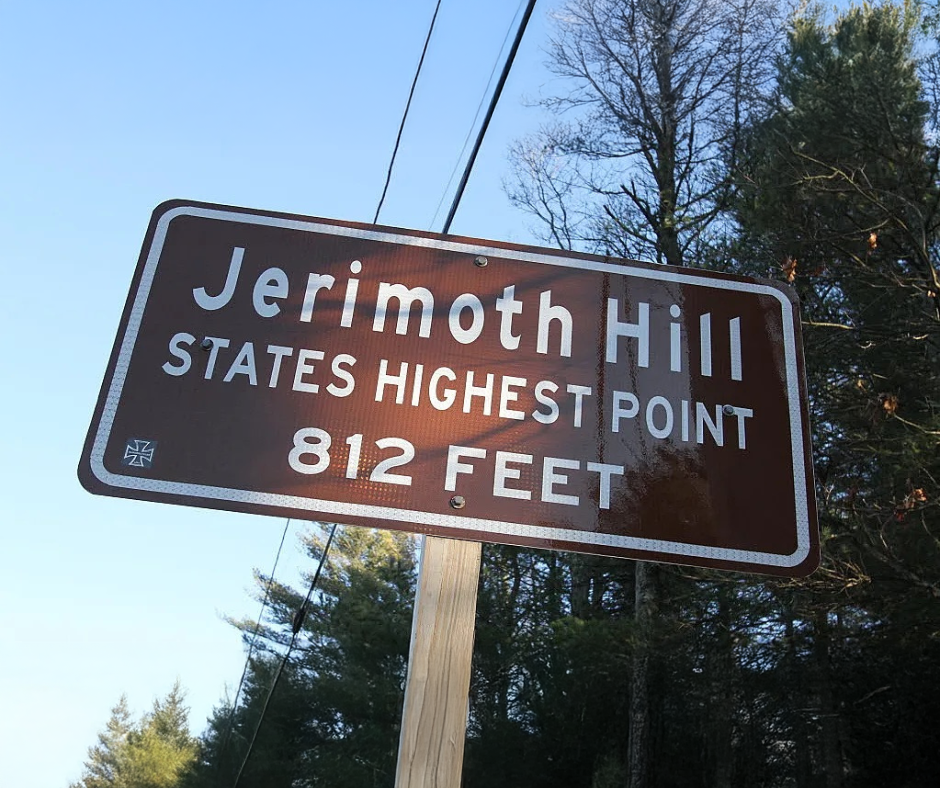 Jerimoth Hill
STATES HIGHEST POINT
812 FEET